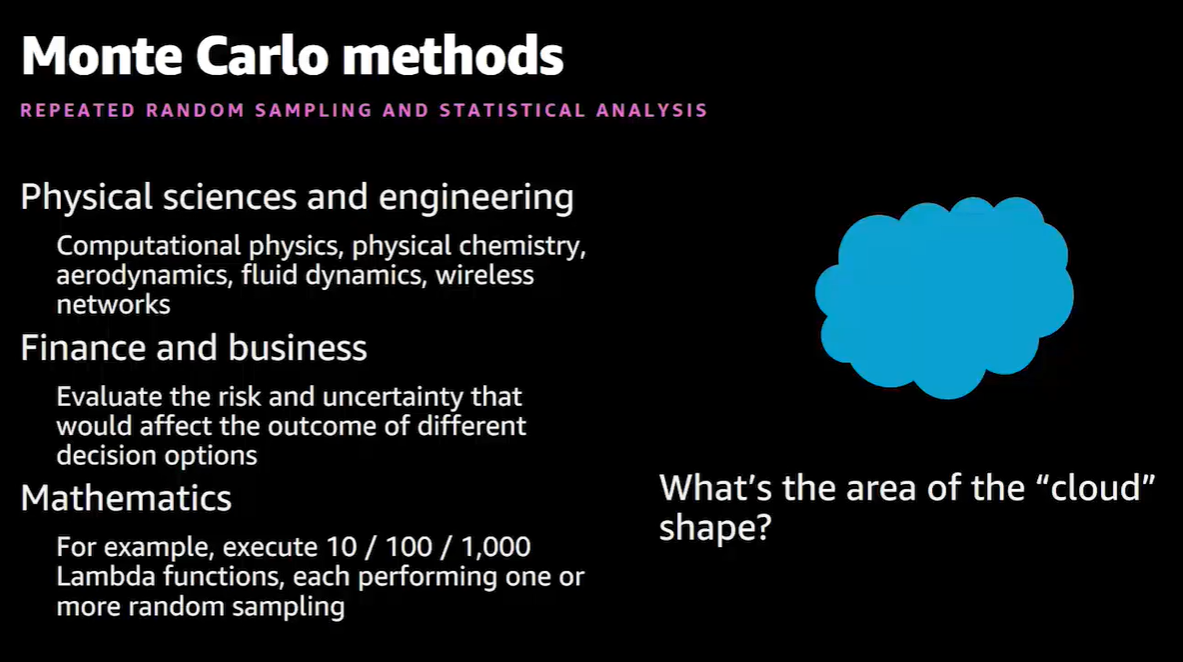 Monte Carlo methods
REPEATED RANDOM SAMPLING AND STATISTICAL ANALYSIS
Physical sciences and engineering
Computational physics, physical chemistry,
aerodynamics, fluid dynamics, wireless
networks
Finance and business
Evaluate the risk and uncertainty that
would affect the outcome of different
decision options
Mathematics
For example, execute 10 / 100 / 1,000
Lambda functions, each performing one or
more random sampling
What’s the area of the “cloud”
shape?